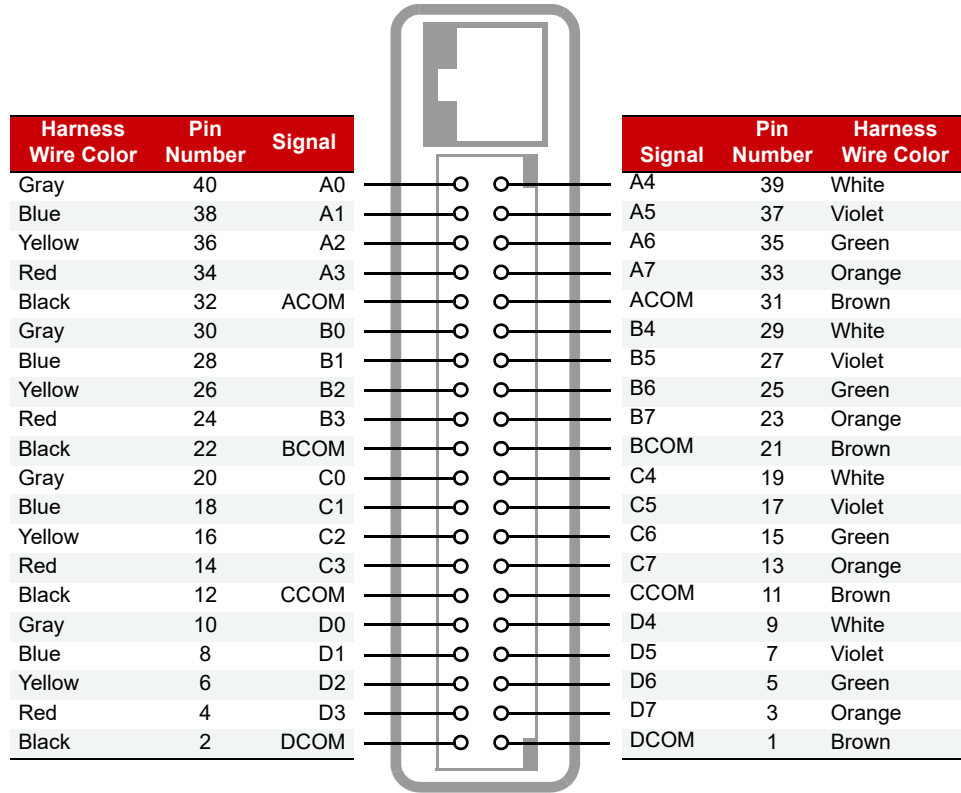 Harness Wire Color Pin Number Signal
Signal Pin Number Harness Wire Color
Gray 40 A0 A4 39 White
Blue 38 A1 A5 37 Violet
Yellow 36 A2 A6 35 Green
Red 34 A3 A7 33 Orange
Black 32 ACOM ACOM 31 Brown
Gray 30 B0 B4 29 White
Blue 28 B1 B5 27 Violet
Yellow 26 B2 B6 25 Green
Red 24 B3 B7 23 Orange
Black 22 BCOM BCOM 21 Brown
Gray 20 C0 C4 19 White
Blue 18 C1 C5 17 Violet
Yellow 16 C2 C6 15 Green
Red 14 C3 C7 13 Orange
Black 12 CCOM CCOM 11 Brown
Gray 10 D0 D4 9 White
Blue 8 D1 D5 7 Violet
Yellow 6 D2 D6 5 Green
Red 4 D3 D7 3 Orange
Black 2 DCOM DCOM 1 Brown